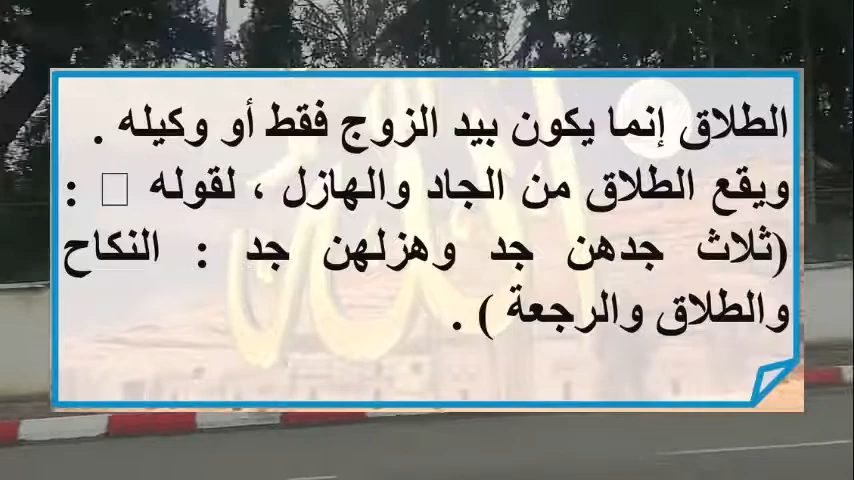 الطلاق إنما يكون بيد الزوج فقط أو وكيله .
ويقع الطلاق من الجاد والهازل ، لقوله □ :
(ثلاث جدهن جد وهزلهن جد : النكاح
والطلاق والرجعة ) .